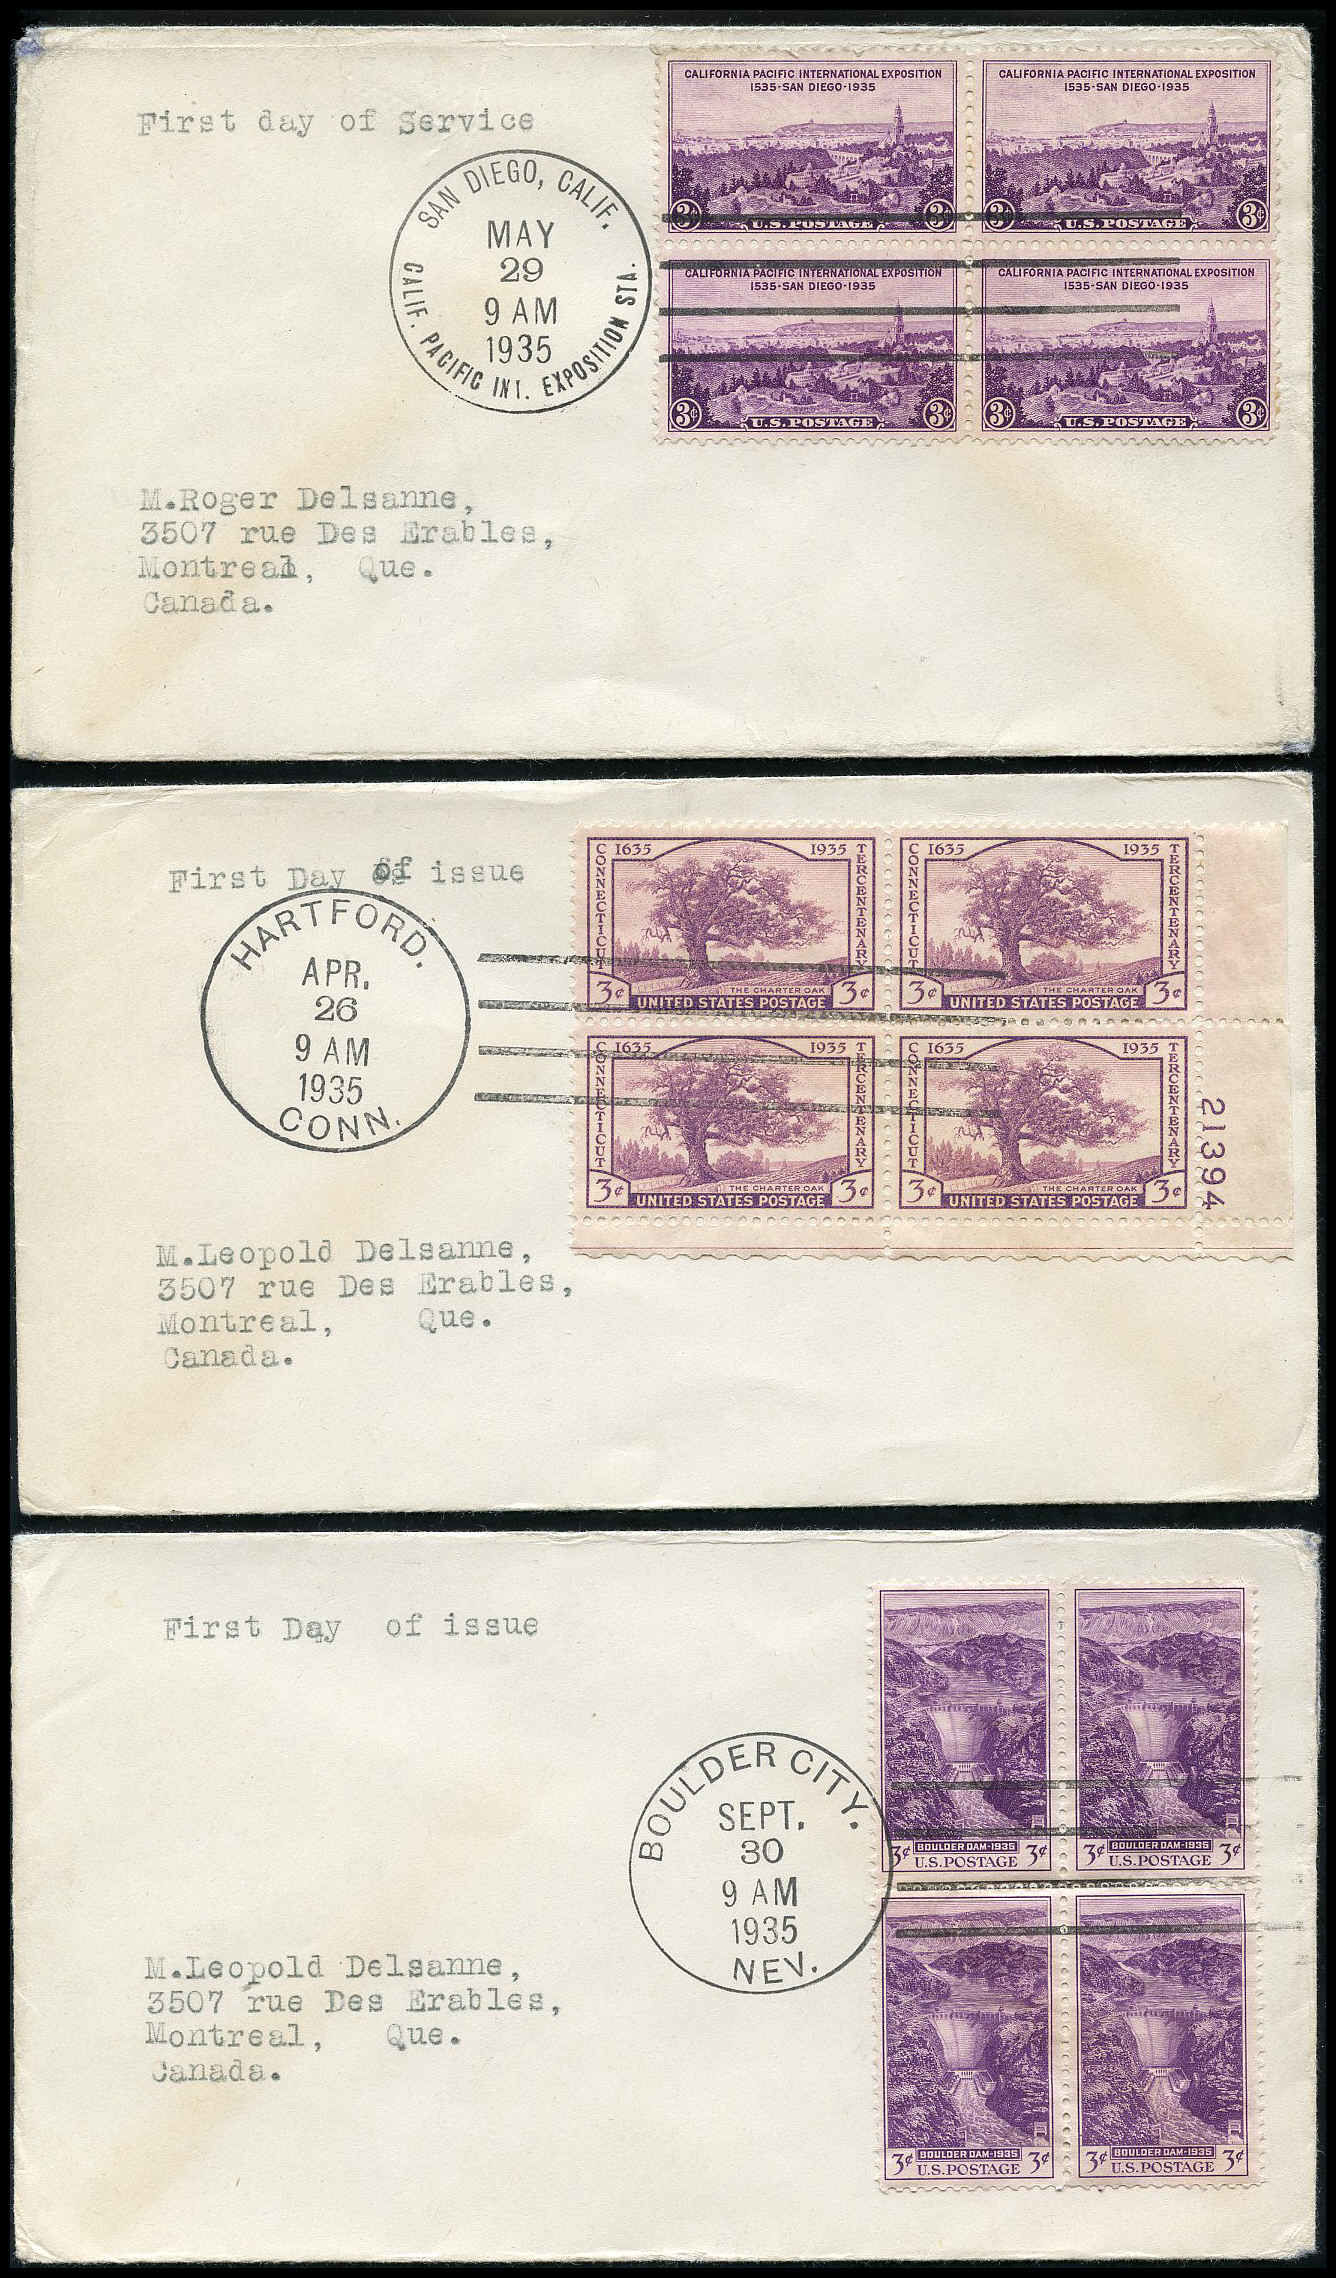 First day of Service
SAN DIEGO, CALIF.
MAY
29
9 AM
1935
CALIF. PACIFIC INT. EXPOSITION STA.
CALIFORNIA PACIFIC INTERNATIONAL EXPOSITION
1535-SAN DIEGO-1935
3¢ U.S. POSTAGE 3¢
CALIFORNIA PACIFIC INTERNATIONAL EXPOSITION
1535-SAN DIEGO-1935
3¢ U.S. POSTAGE 3¢
CALIFORNIA PACIFIC INTERNATIONAL EXPOSITION
1535-SAN DIEGO-1935
3¢ U.S. POSTAGE 3¢
CALIFORNIA PACIFIC INTERNATIONAL EXPOSITION
1535-SAN DIEGO-1935
3¢ U.S. POSTAGE 3¢
M.Roger Delsanne,
3507 rue Des Erables,
Montreal, Que.
Canada.
First Day of issue
HARTFORD.
APR.
26
9 AM
1935
CONN.
1635 1935
CONNECTICUT
TERCENTENARY
THE CHARTER OAK
3¢ UNITED STATES POSTAGE 3¢
1635 1935
CONNECTICUT
TERCENTENARY
THE CHARTER OAK
3¢ UNITED STATES POSTAGE 3¢
1635 1935
CONNECTICUT
TERCENTENARY
THE CHARTER OAK
3¢ UNITED STATES POSTAGE 3¢
1635 1935
CONNECTICUT
TERCENTENARY
THE CHARTER OAK
3¢ UNITED STATES POSTAGE 3¢
21394
M.Leopold Delsanne,
3507 rue Des Erables,
Montreal, Que.
Canada.
First Day of issue
BOULDER CITY.
SEPT.
30
9 AM
1935
NEV.
BOULDER DAM-1935
3¢ U.S. POSTAGE 3¢
BOULDER DAM-1935
3¢ U.S. POSTAGE 3¢
BOULDER DAM-1935
3¢ U.S. POSTAGE 3¢
BOULDER DAM-1935
3¢ U.S. POSTAGE 3¢
M.Leopold Delsanne,
3507 rue Des Erables,
Montreal, Que.
Canada.